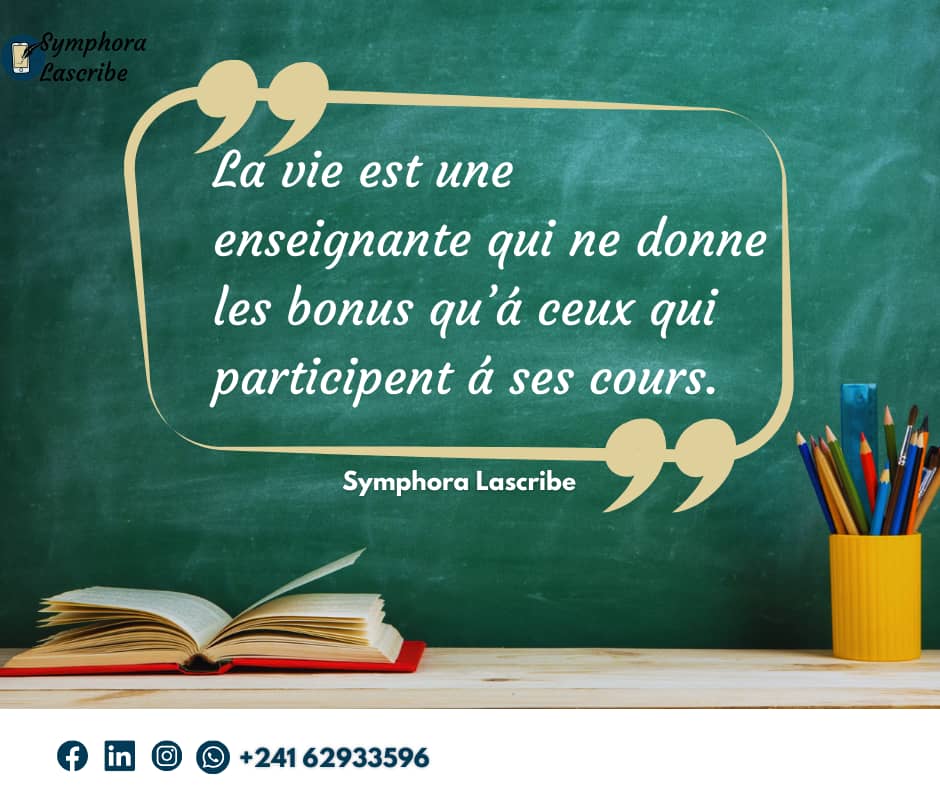 Symphora
Lascribe
La vie est une
enseignante qui ne donne
les bonus qu’á ceux qui
participent á ses cours.
Symphora Lascribe
+241 62933596